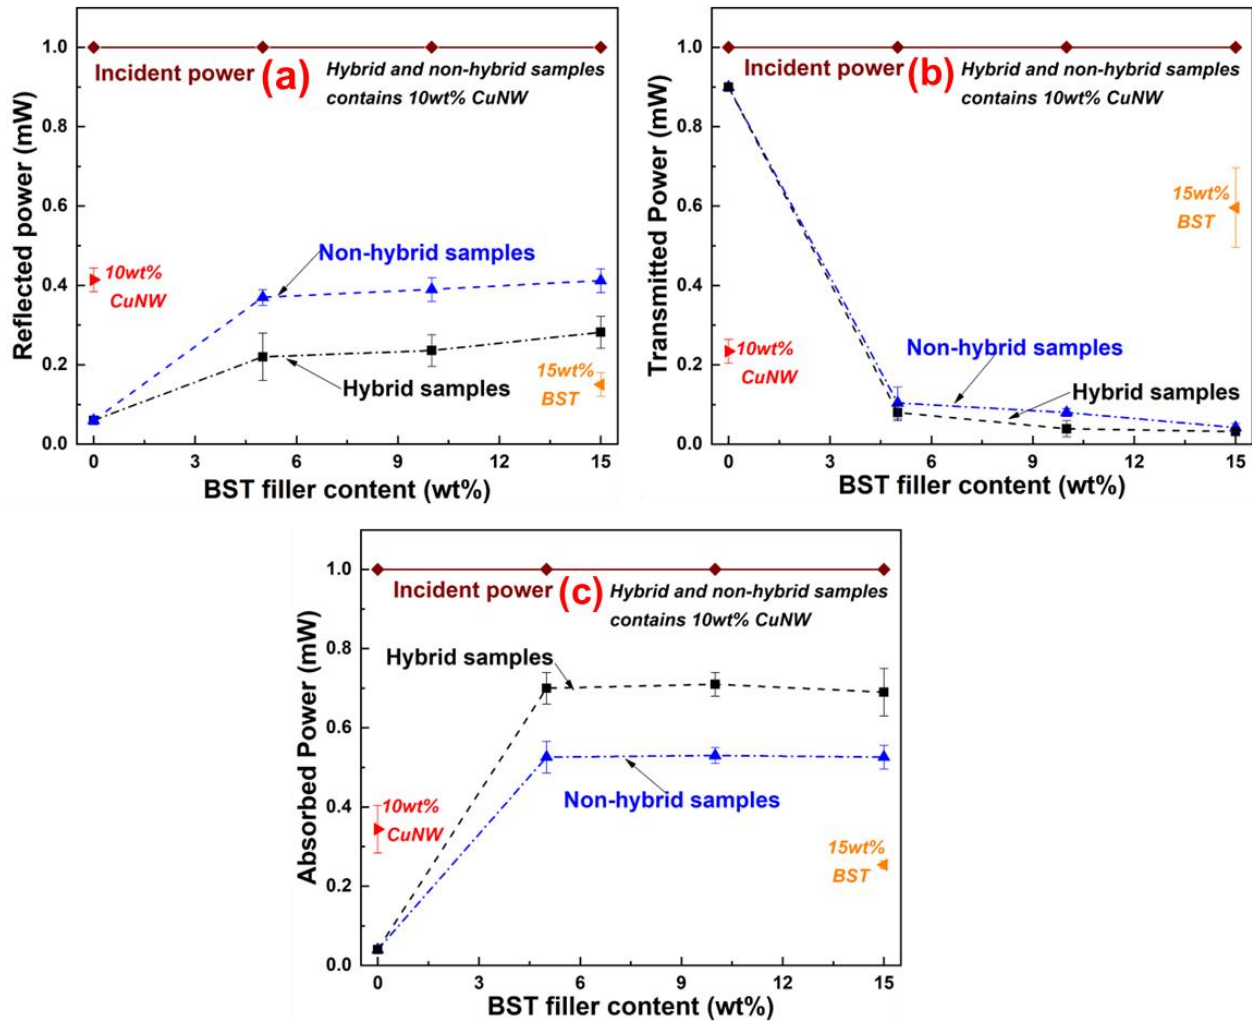 Reflected power (mW)
1.0
0.8
0.6
0.4
0.2
0.0
Incident power (a)
Hybrid and non-hybrid samples
contains 10wt% CuNW
Non-hybrid samples
10wt%
CuNW
Hybrid samples
15wt%
BST
0 3 6 9 12 15
BST filler content (wt%)
Transmitted Power (mW)
1.0
0.8
0.6
0.4
0.2
0.0
Incident power (b)
Hybrid and non-hybrid samples
contains 10wt% CuNW
15wt%
BST
10wt%
CuNW
Non-hybrid samples
Hybrid samples
0 3 6 9 12 15
BST filler content (wt%)
Absorbed Power (mW)
1.0
0.8
0.6
0.4
0.2
0.0
Incident power (c)
Hybrid and non-hybrid samples
contains 10wt% CuNW
Hybrid samples
Non-hybrid samples
10wt%
CuNW
15wt%
BST
0 3 6 9 12 15
BST filler content (wt%)